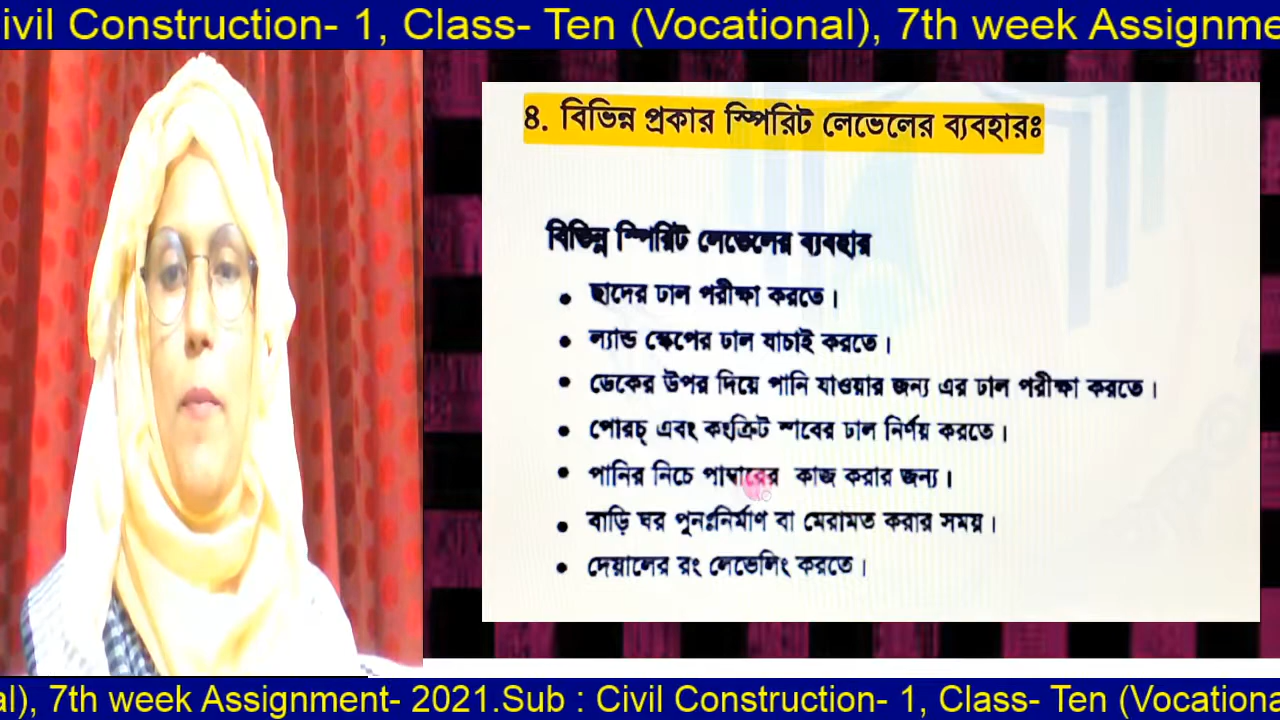 ivil Construction- 1, Class- Ten (Vocational), 7th week Assignme
৪. বিভিন্ন প্রকার স্পিরিট লেভেলের ব্যবহারঃ
বিভিন্ন স্পিরিট লেভেলের ব্যবহার
• ছাদের ঢাল পরীক্ষা করতে।
• ল্যান্ড স্কেপের ঢাল যাচাই করতে।
• ডেকের উপর দিয়ে পানি যাওয়ার জন্য এর ঢাল পরীক্ষা করতে।
• পোরচ্ এবং কংক্রিট স্লাবের ঢাল নির্ণয় করতে।
• পানির নিচে পাম্বারের কাজ করার জন্য।
• বাড়ি ঘর পুনঃনির্মাণ বা মেরামত করার সময়।
• দেয়ালের রং লেভেলিং করতে।
al), 7th week Assignment- 2021.Sub : Civil Construction- 1, Class- Ten (Vocationa